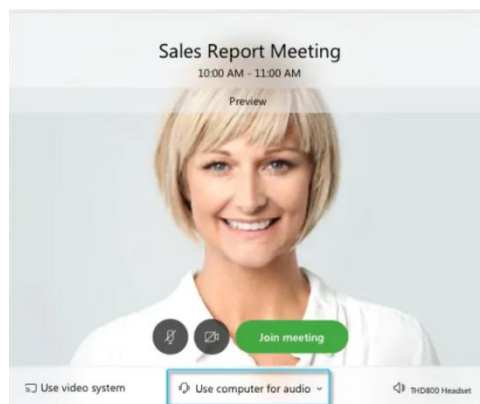 Sales Report Meeting
10:00 AM - 11:00 AM
Preview
Join meeting
Use video system
Use computer for audio
THD800 Headset